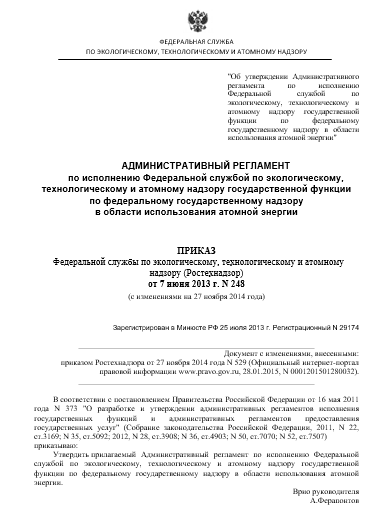 ФЕДЕРАЛЬНАЯ СЛУЖБА
ПО ЭКОЛОГИЧЕСКОМУ, ТЕХНОЛОГИЧЕСКОМУ И АТОМНОМУ НАДЗОРУ
"Об утверждении Административного
регламента по исполнению
Федеральной службой по
экологическому, технологическому и
атомному надзору государственной
функции по федеральному
государственному надзору в области
использования атомной энергии"
АДМИНИСТРАТИВНЫЙ РЕГЛАМЕНТ
по исполнению Федеральной службой по экологическому,
технологическому и атомному надзору государственной функции
по федеральному государственному надзору
в области использования атомной энергии
ПРИКАЗ
Федеральной службы по экологическому, технологическому и атомному
надзору (Ростехнадзор)
от 7 июня 2013 г. N 248
(с изменениями на 27 ноября 2014 года)
Зарегистрирован в Минюсте РФ 25 июля 2013 г. Регистрационный N 29174
Документ с изменениями, внесенными:
приказом Ростехнадзора от 27 ноября 2014 года N 529 (Официальный интернет-портал
правовой информации www.pravo.gov.ru, 28.01.2015, N 0001201501280032).
В соответствии с постановлением Правительства Российской Федерации от 16 мая 2011
года N 373 "О разработке и утверждении административных регламентов исполнения
государственных функций и административных регламентов предоставления
государственных услуг" (Собрание законодательства Российской Федерации, 2011, N 22,
ст.3169; N 35, ст.5092; 2012, N 28, ст.3908; N 36, ст.4903; N 50, ст.7070; N 52, ст.7507)
приказываю:
Утвердить прилагаемый Административный регламент по исполнению Федеральной
службой по экологическому, технологическому и атомному надзору государственной
функции по федеральному государственному надзору в области использования атомной
энергии.
Врио руководителя
А.Ферапонтов